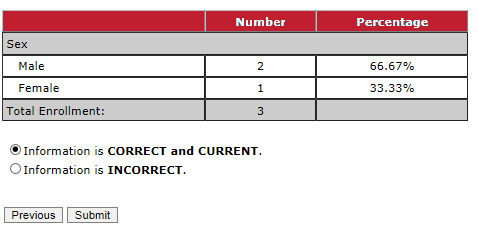 Number Percentage
Sex
Male 2 66.67%
Female 1 33.33%
Total Enrollment: 3
Information is CORRECT and CURRENT.
Information is INCORRECT.
Previous Submit